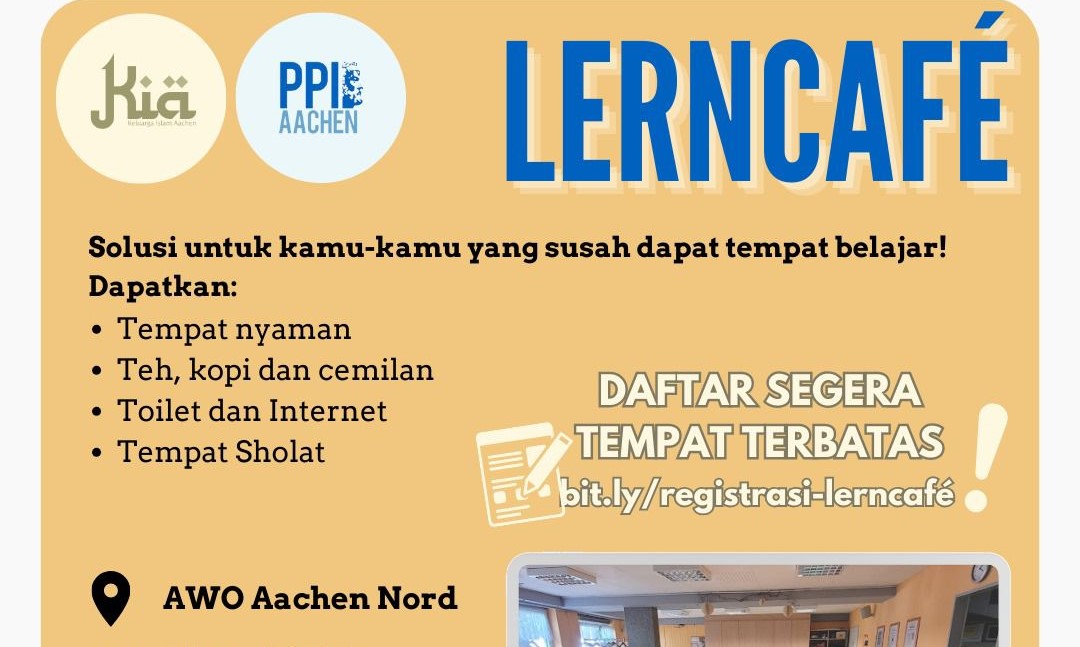 Kiä
Keluarga Islam Aachen
PPI
AACHEN
LERNCAFÉ
Solusi untuk kamu-kamu yang susah dapat tempat belajar!
Dapatkan:
• Tempat nyaman
• Teh, kopi dan cemilan
• Toilet dan Internet
• Tempat Sholat
DAFTAR SEGERA
TEMPAT TERBATAS
bit.ly/registrasi-lerncafé
!
AWO Aachen Nord